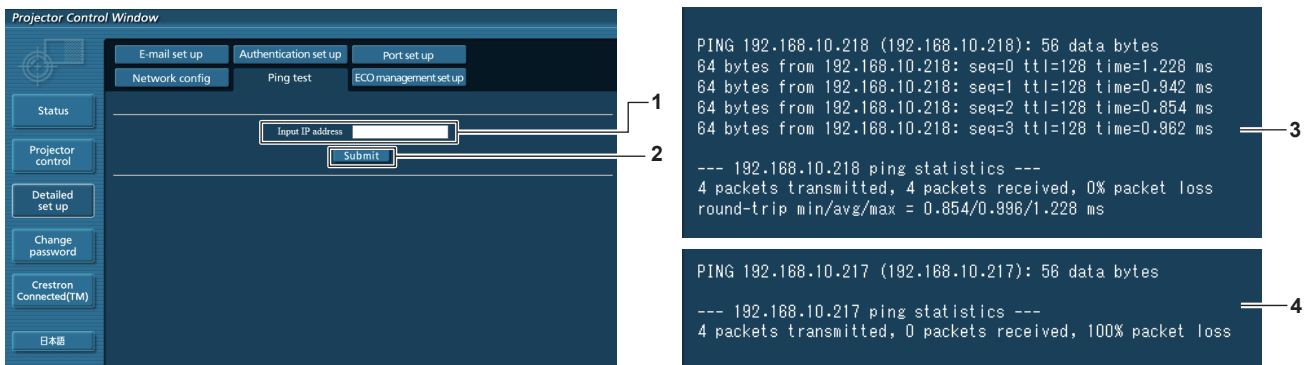 Projector Control Window
E-mail set up
Authentication set up
Port set up
Network config
Ping test
ECO management set up
Status
Projector
control
Detailed
set up
Change
password
Crestron
Connected(TM)
日本語
Input IP address
Submit
1
2
PING 192.168.10.218 (192.168.10.218): 56 data bytes
64 bytes from 192.168.10.218: seq=0 ttl=128 time=1.228 ms
64 bytes from 192.168.10.218: seq=1 ttl=128 time=0.942 ms
64 bytes from 192.168.10.218: seq=2 ttl=128 time=0.854 ms
64 bytes from 192.168.10.218: seq=3 ttl=128 time=0.962 ms
--- 192.168.10.218 ping statistics ---
4 packets transmitted, 4 packets received, 0% packet loss
round-trip min/avg/max = 0.854/0.996/1.228 ms
3
PING 192.168.10.217 (192.168.10.217): 56 data bytes
--- 192.168.10.217 ping statistics ---
4 packets transmitted, 0 packets received, 100% packet loss
4